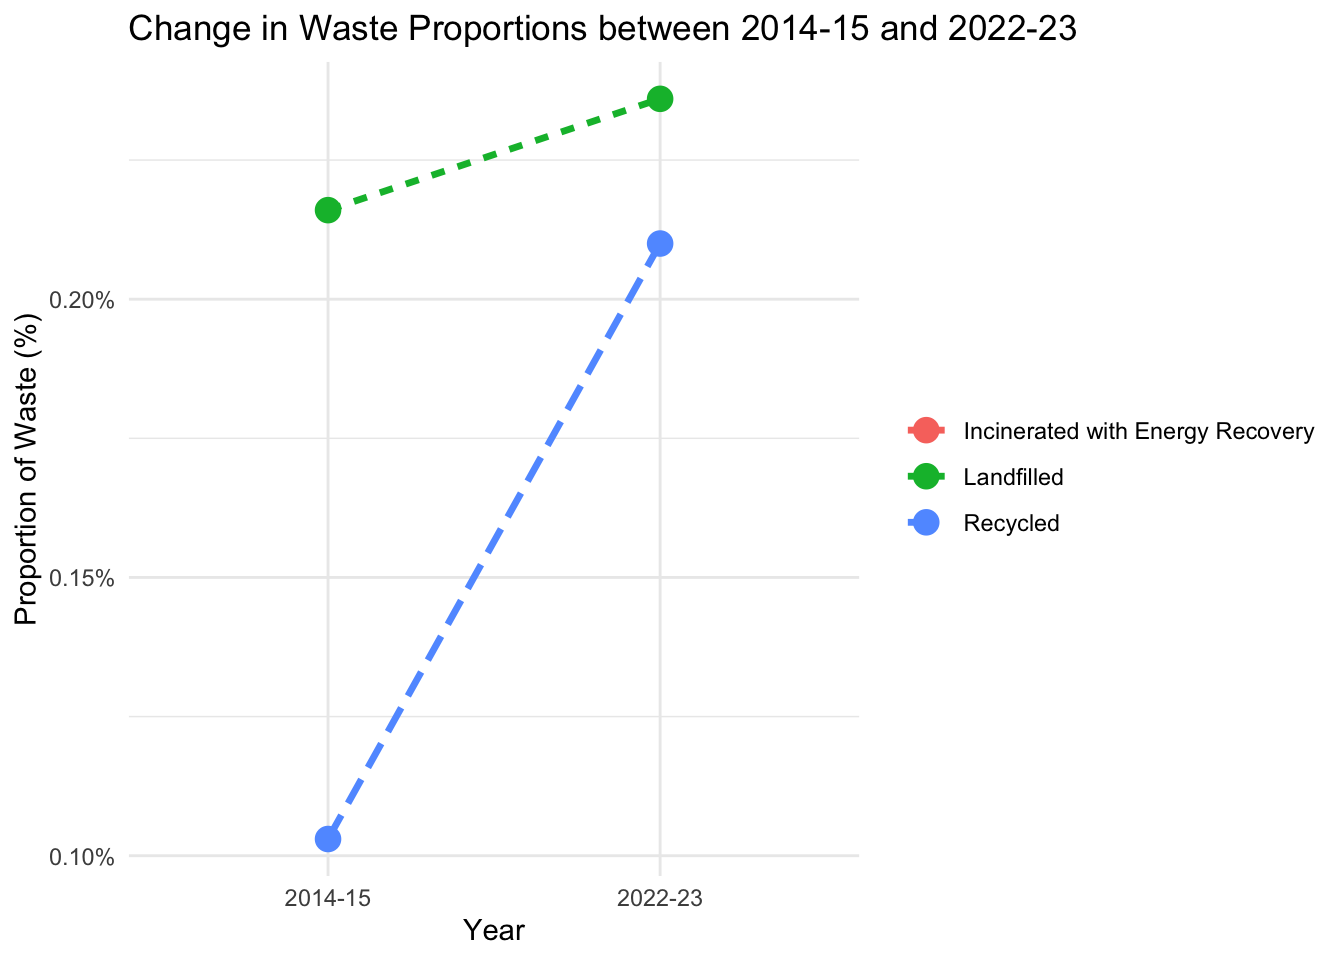 Change in Waste Proportions between 2014-15 and 2022-23
Proportion of Waste (%)
0.20%
0.15%
0.10%
2014-15
2022-23
Year
Incinerated with Energy Recovery
Landfilled
Recycled